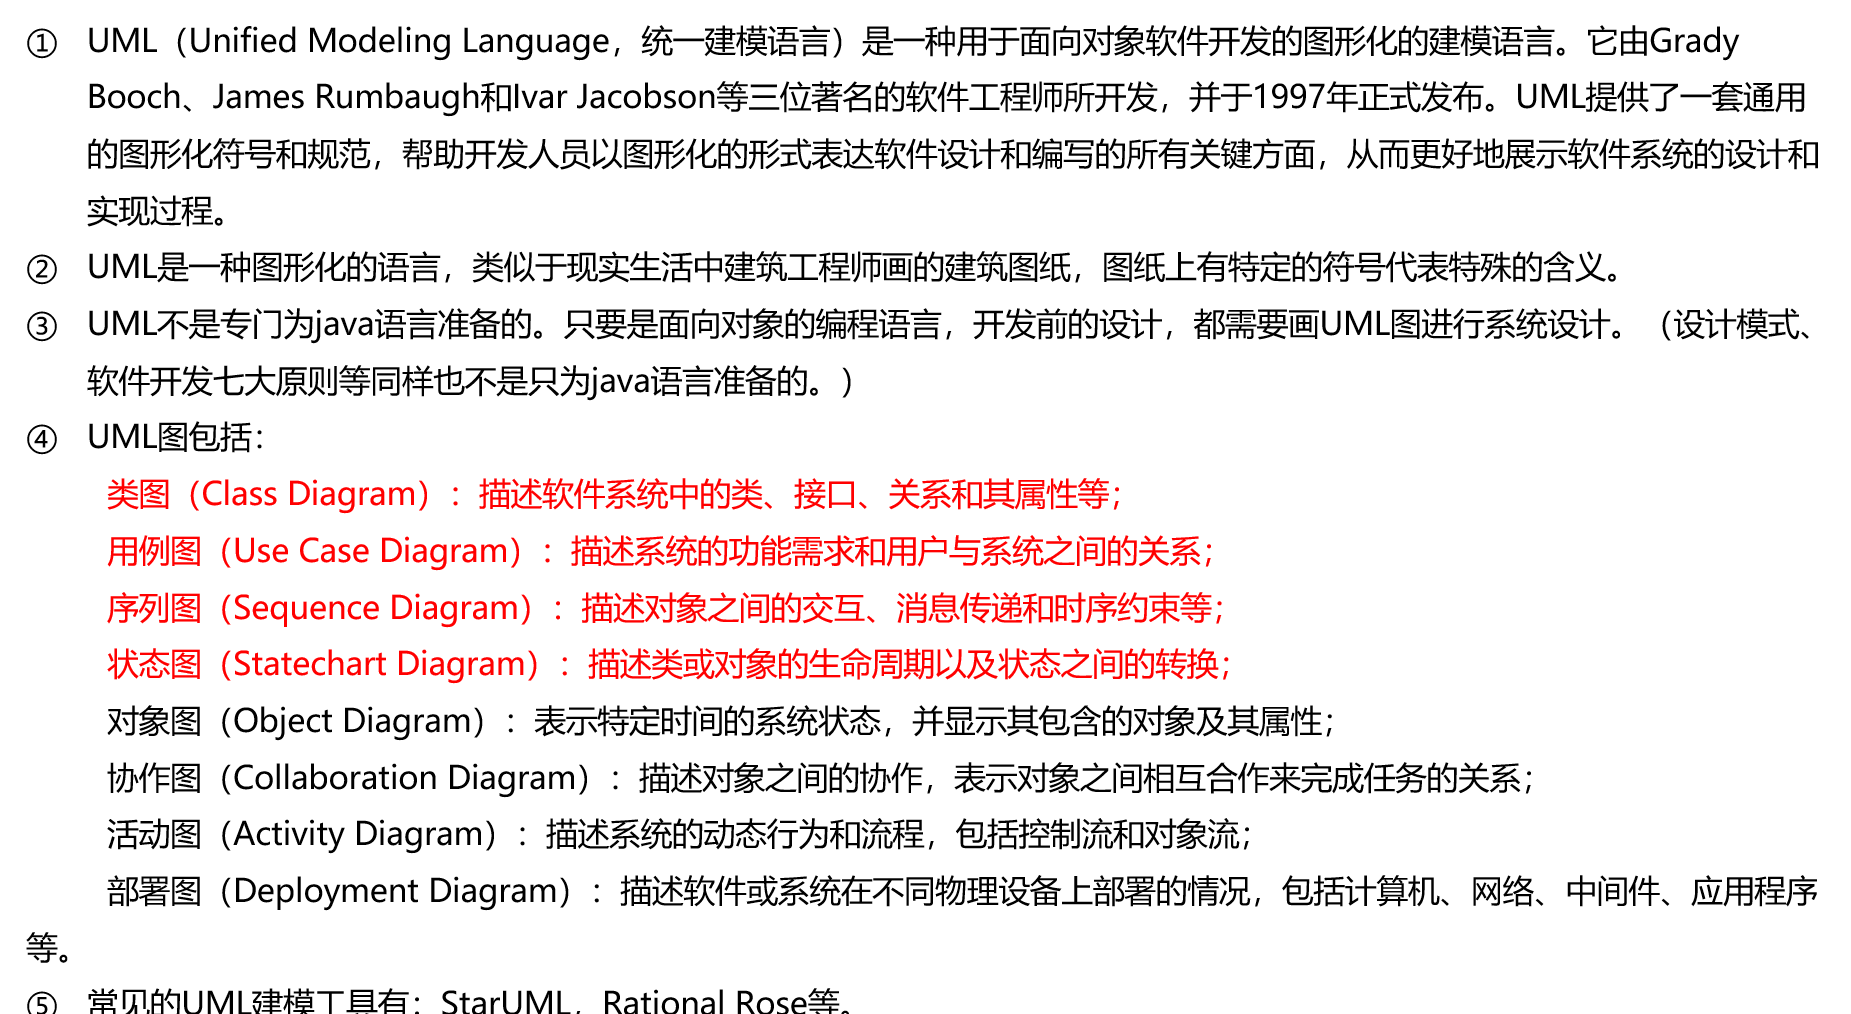 ① UML（Unified Modeling Language，统一建模语言）是一种用于面向对象软件开发的图形化的建模语言。它由Grady
Booch、James Rumbaugh和Ivar Jacobson等三位著名的软件工程师所开发，并于1997年正式发布。UML提供了一套通用
的图形化符号和规范，帮助开发人员以图形化的形式表达软件设计和编写的所有关键方面，从而更好地展示软件系统的设计和
实现过程。
② UML是一种图形化的语言，类似于现实生活中建筑工程师画的建筑图纸，图纸上有特定的符号代表特殊的含义。
③ UML不是专门为java语言准备的。只要是面向对象的编程语言，开发前的设计，都需要画UML图进行系统设计。（设计模式、
软件开发七大原则等同样也不是只为java语言准备的。）
④ UML图包括：
类图（Class Diagram）：描述软件系统中的类、接口、关系和其属性等；
用例图（Use Case Diagram）：描述系统的功能需求和用户与系统之间的关系；
序列图（Sequence Diagram）：描述对象之间的交互、消息传递和时序约束等；
状态图（Statechart Diagram）：描述类或对象的生命周期以及状态之间的转换；
对象图（Object Diagram）：表示特定时间的系统状态，并显示其包含的对象及其属性；
协作图（Collaboration Diagram）：描述对象之间的协作，表示对象之间相互合作来完成任务的关系；
活动图（Activity Diagram）：描述系统的动态行为和流程，包括控制流和对象流；
部署图（Deployment Diagram）：描述软件或系统在不同物理设备上部署的情况，包括计算机、网络、中间件、应用程序
等。
⑤ 常见的UML建模工具有：StarUML，Rational Rose等。